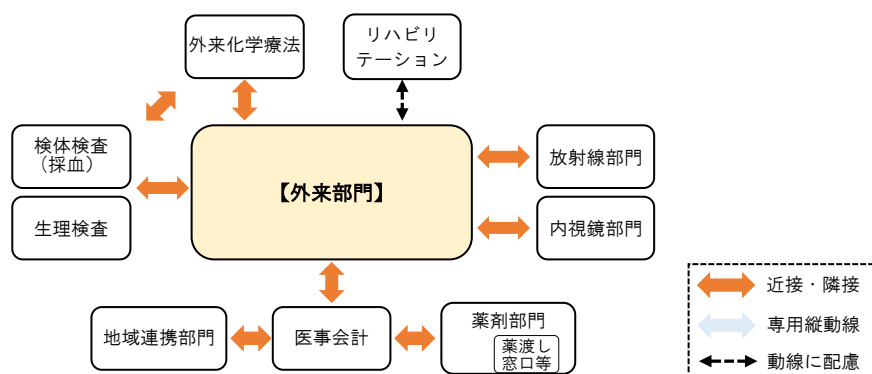 外来化学療法
リハビリ
テーション
検体検査
（採血）
生理検査
【外来部門】
放射線部門
内視鏡部門
地域連携部門
医事会計
薬剤部門
薬渡し
窓口等
近接・隣接
専用縦動線
動線に配慮